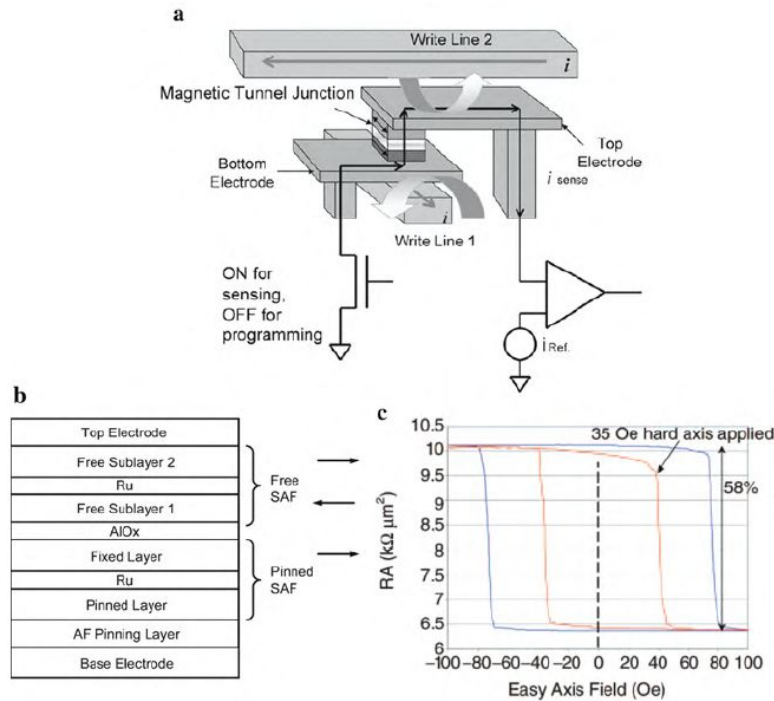 a
Write Line 2
i
Magnetic Tunnel Junction
Bottom
Electrode
Top
Electrode
i sense
i
Write Line 1
ON for
sensing,
OFF for
programming
i Ref.
b
Top Electrode
Free Sublayer 2
Ru
Free Sublayer 1
AlOx
Fixed Layer
Ru
Pinned Layer
AF Pinning Layer
Base Electrode
Free
SAF
Pinned
SAF
c
10.5
10
9.5
9
8.5
8
7.5
7
6.5
6
RA (kΩ μm²)
35 Oe hard axis applied
58%
−100 −80 −60 −40 −20 0 20 40 60 80 100
Easy Axis Field (Oe)